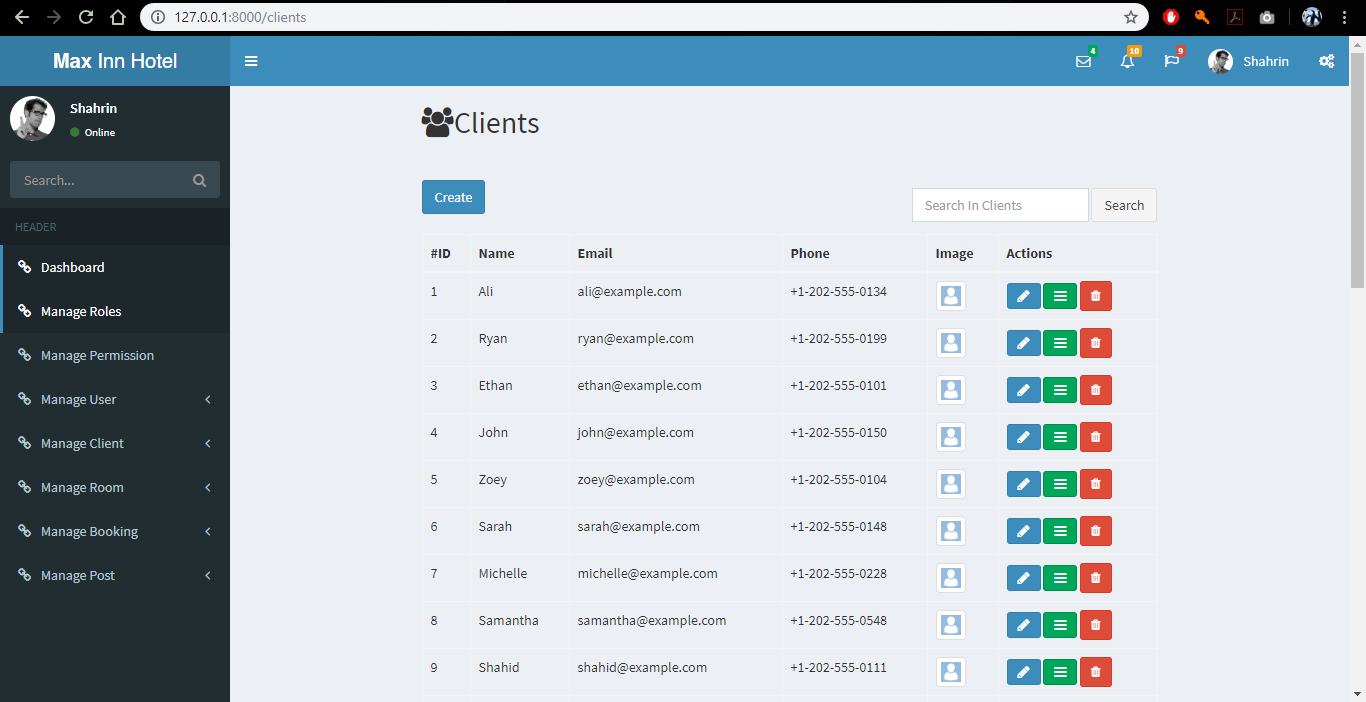 127.0.0.1:8000/clients
Max Inn Hotel
4
10
9
Shahrin
Shahrin
Online
Search...
HEADER
Dashboard
Manage Roles
Manage Permission
Manage User
Manage Client
Manage Room
Manage Booking
Manage Post
Clients
Create
Search In Clients
Search
#ID Name Email Phone Image Actions
1 Ali ali@example.com +1-202-555-0134
2 Ryan ryan@example.com +1-202-555-0199
3 Ethan ethan@example.com +1-202-555-0101
4 John john@example.com +1-202-555-0150
5 Zoey zoey@example.com +1-202-555-0104
6 Sarah sarah@example.com +1-202-555-0148
7 Michelle michelle@example.com +1-202-555-0228
8 Samantha samantha@example.com +1-202-555-0548
9 Shahid shahid@example.com +1-202-555-0111